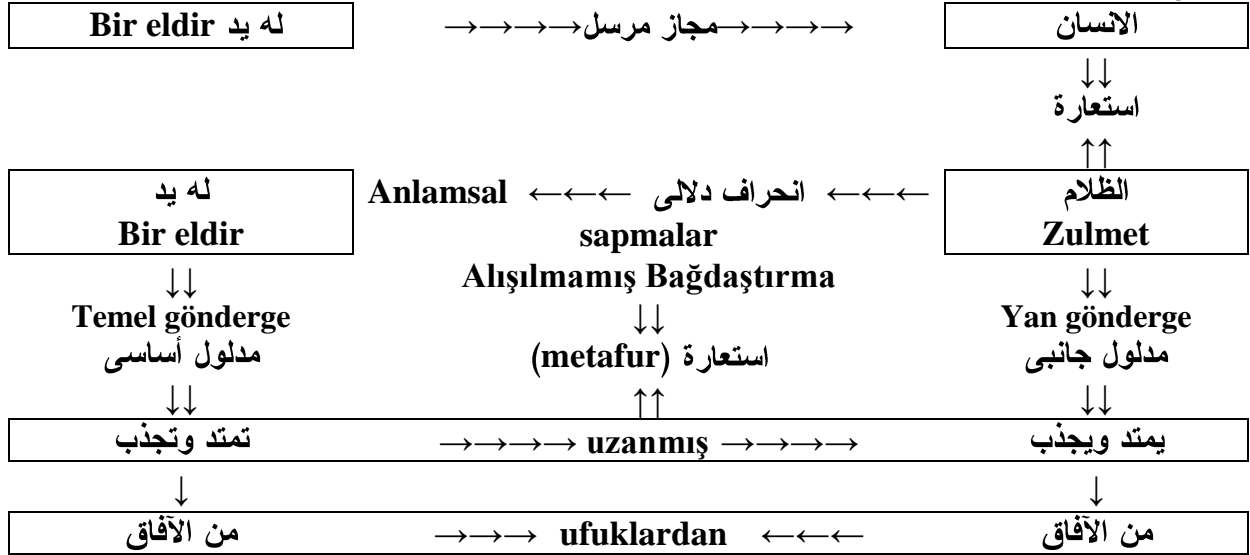 Bir eldir له يد →→→→→مجاز مرسل→→→→ الانسان
↓↓
استعارة
↑↑
له يد Anlamsal ←←←← انحراف دلالى ←←← الظلام
Bir eldir sapmalar Zulmet
Alışılmamış Bağdaştırma
↓↓ ↓↓
Temel gönderge ↓↓ Yan gönderge
مدلول أساسى استعارة (metafur) مدلول جانبى
↓↓ ↑↑ ↓↓
تمتد وتجذب →→→→ uzanmış →→→→ يمتد ويجذب
↓ ↓
من الآفاق →→→ ufuklardan ←←← من الآفاق